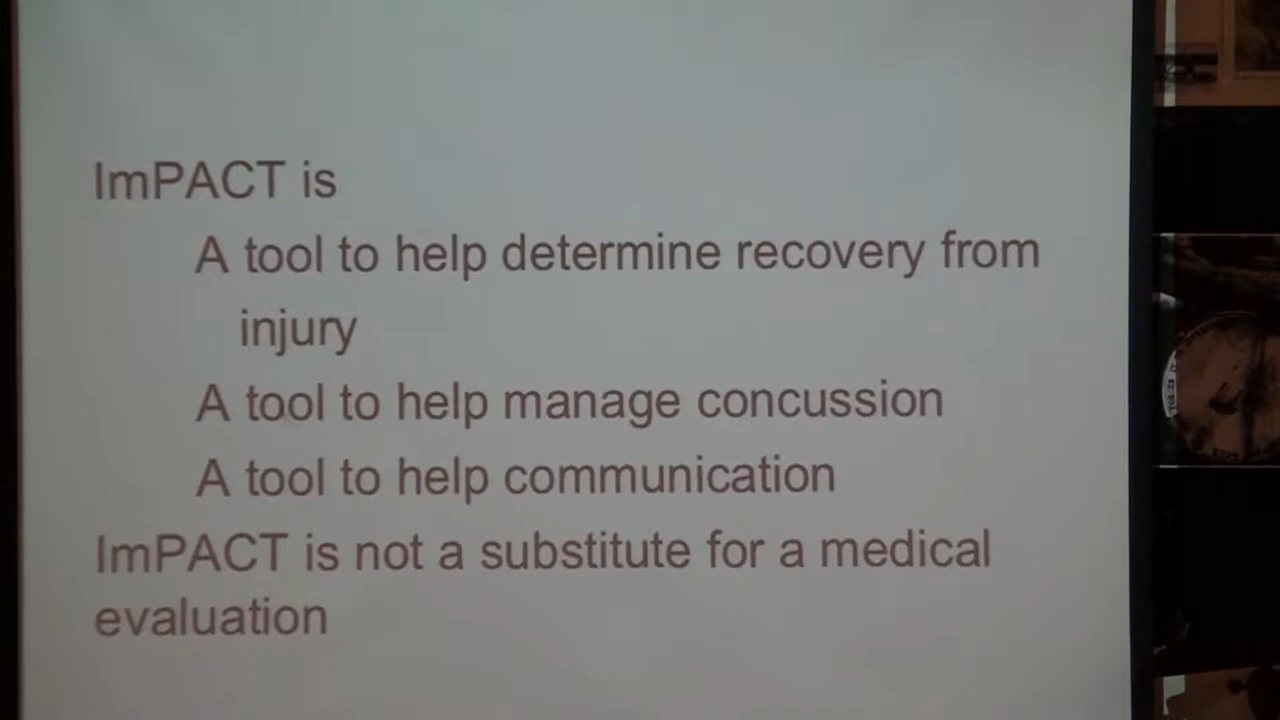 ImPACT is
A tool to help determine recovery from
injury
A tool to help manage concussion
A tool to help communication
ImPACT is not a substitute for a medical
evaluation